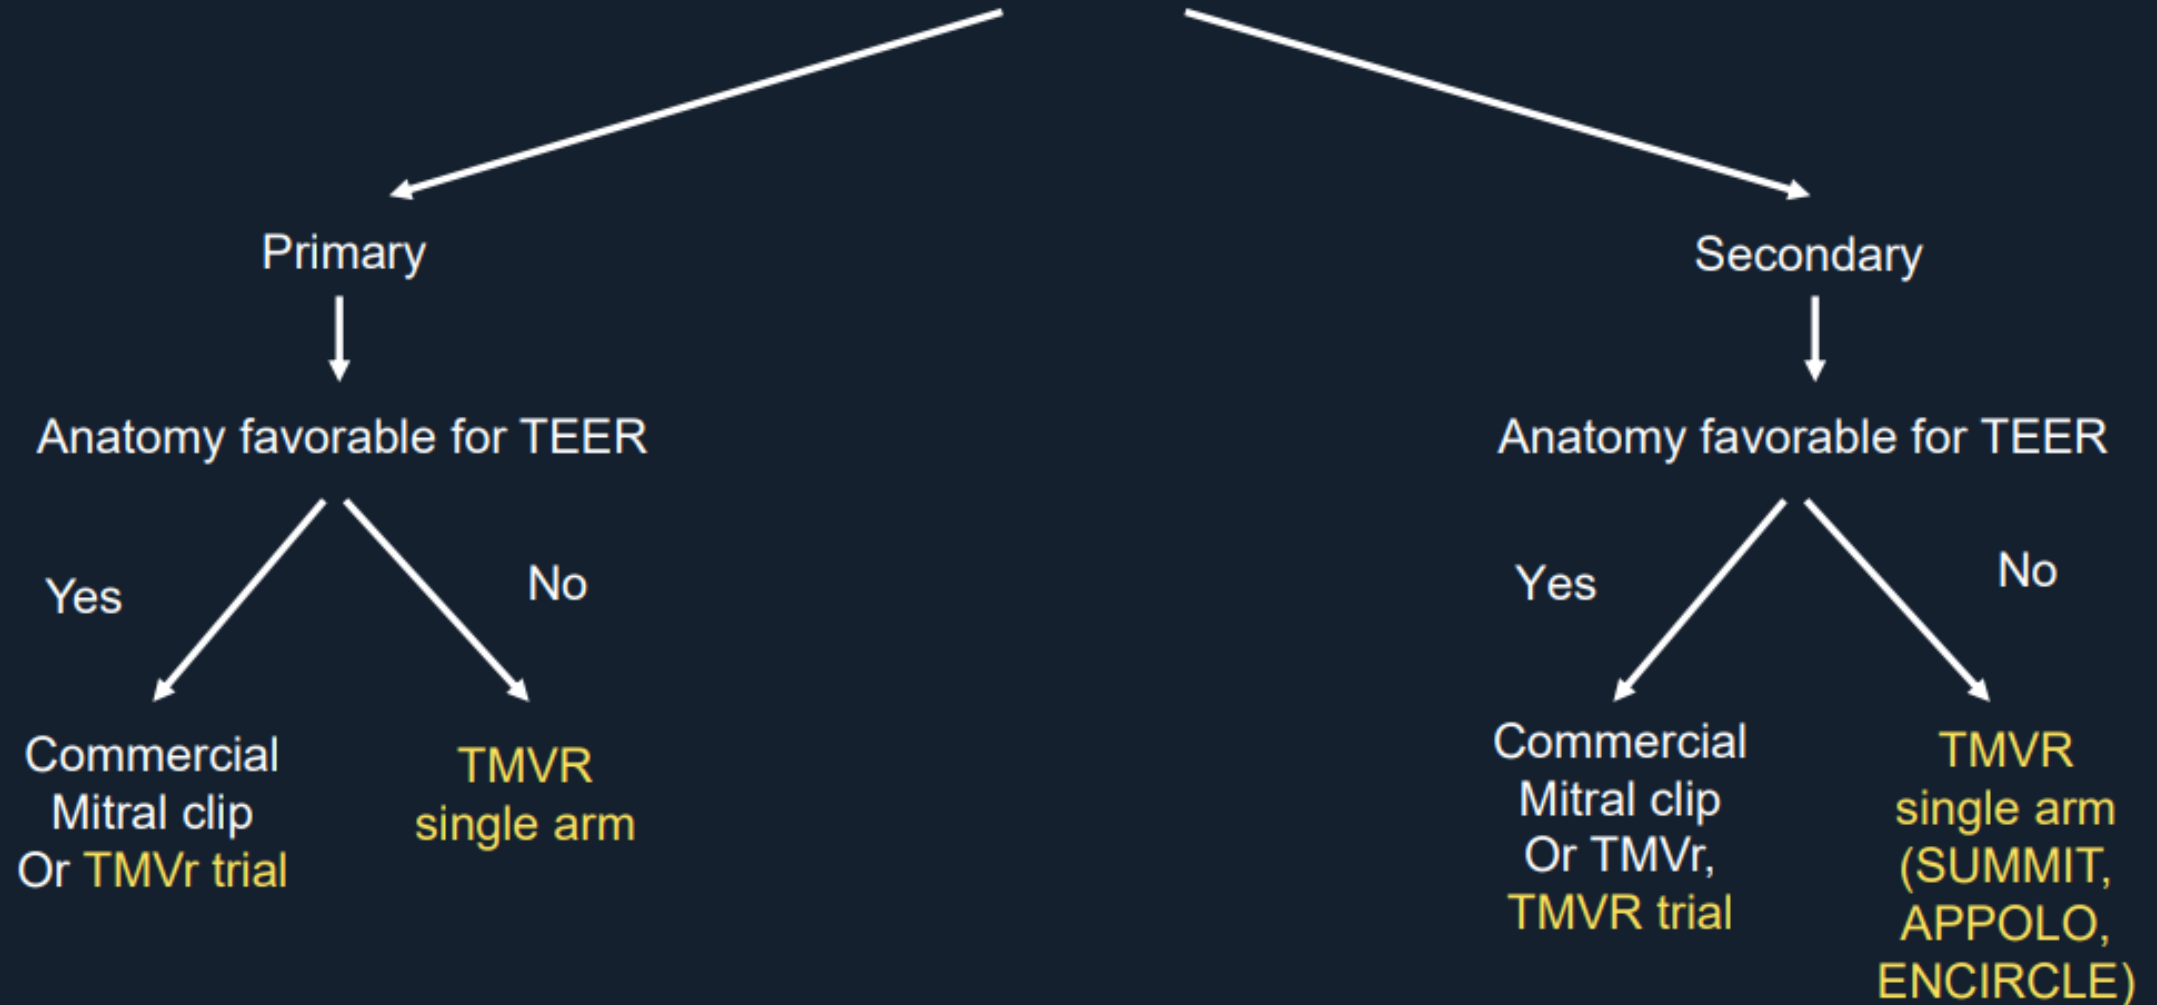 Primary
Secondary
Anatomy favorable for TEER
Anatomy favorable for TEER
Yes
No
Yes
No
Commercial
Mitral clip
Or TMVr trial
TMVR
single arm
Commercial
Mitral clip
Or TMVr,
TMVR trial
TMVR
single arm
(SUMMIT,
APPOLO,
ENCIRCLE)